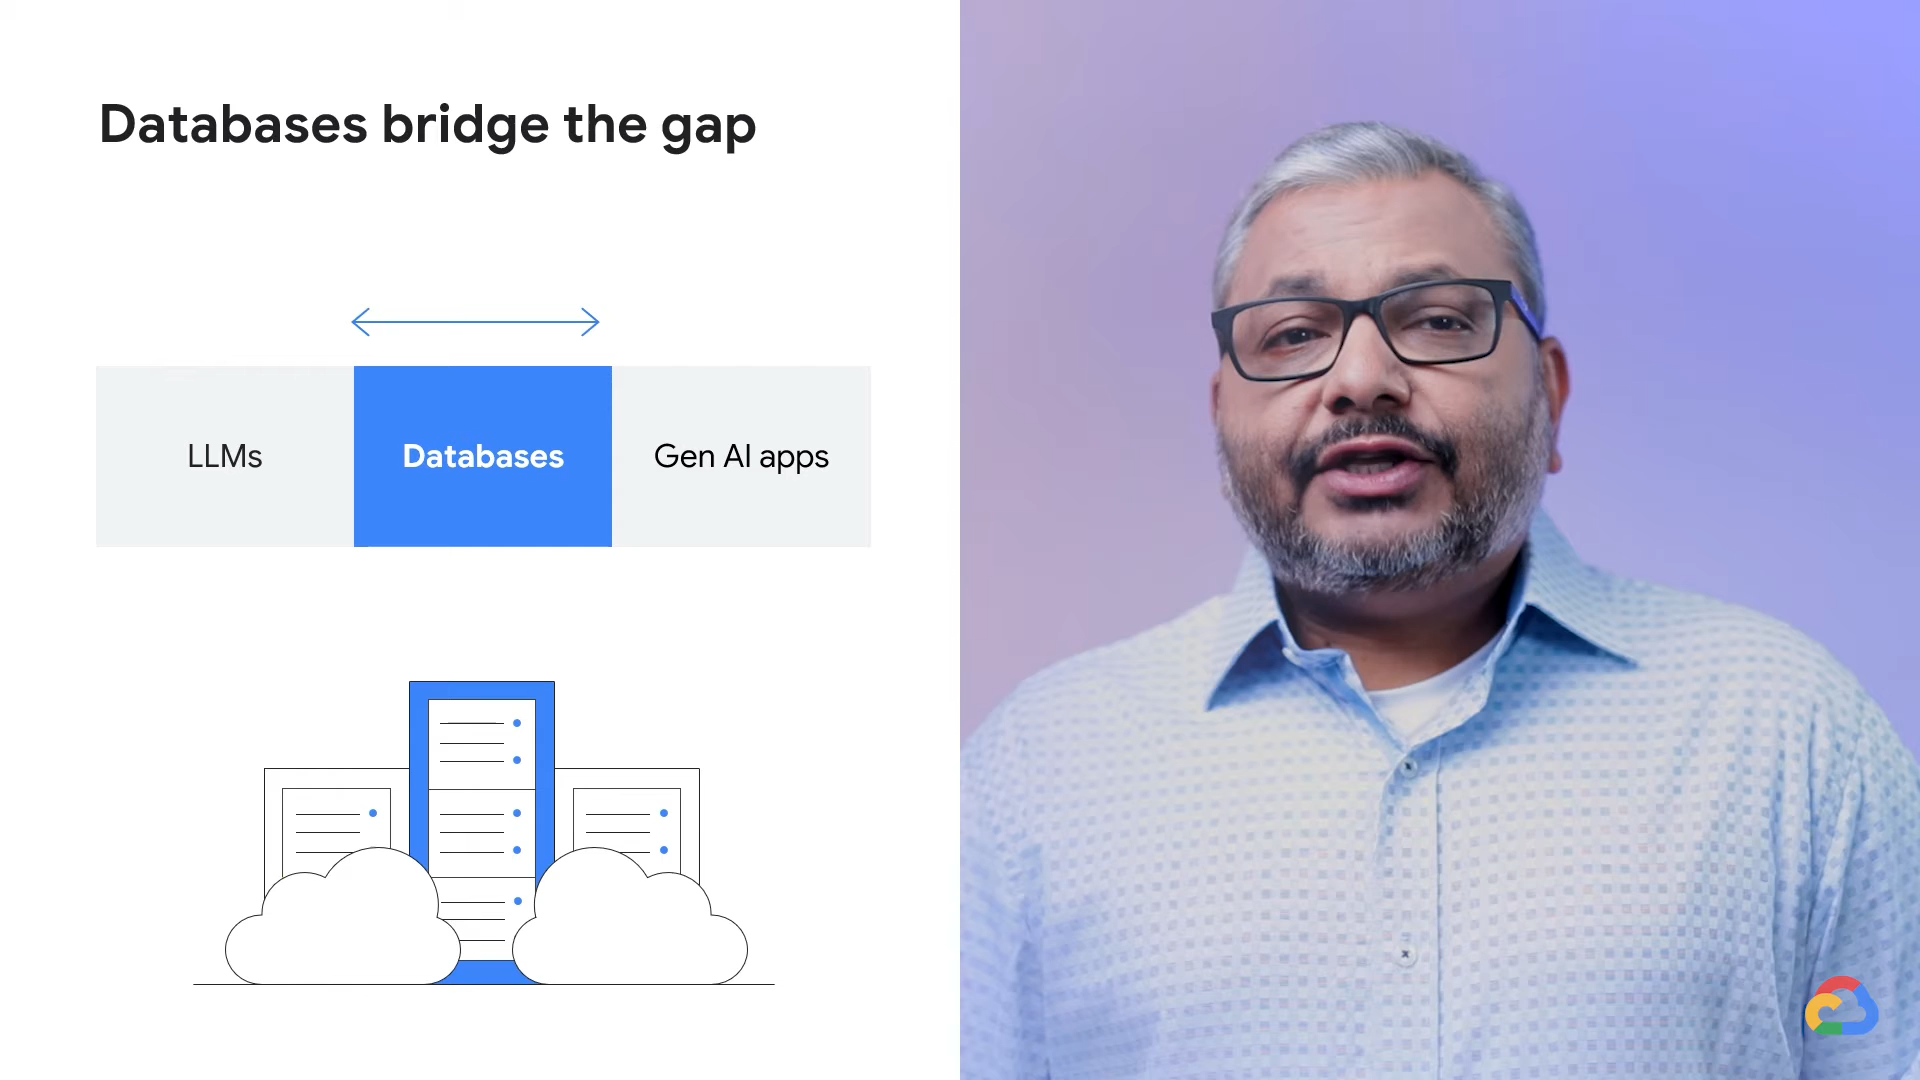 Databases bridge the gap
LLMs
Databases
Gen AI apps